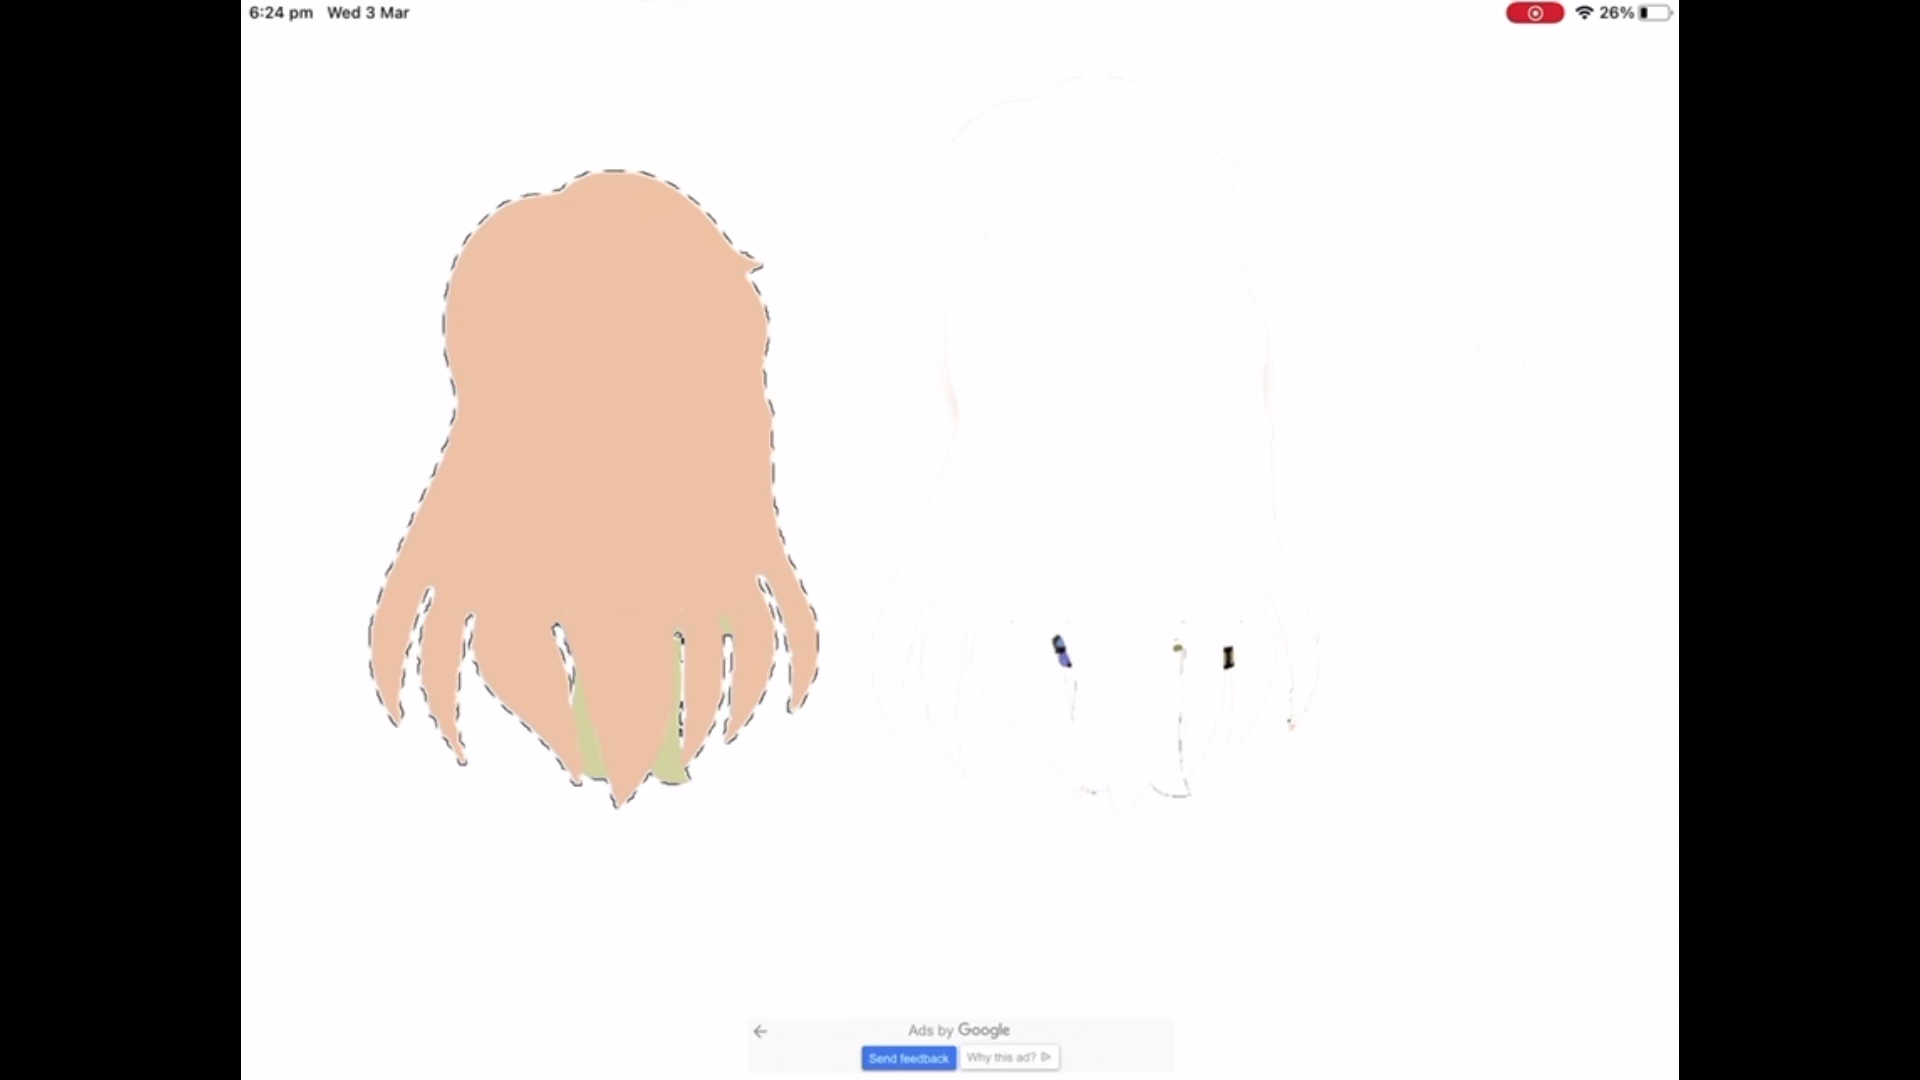 6:24 pm Wed 3 Mar
26%
Ads by Google
Send feedback
Why this ad?